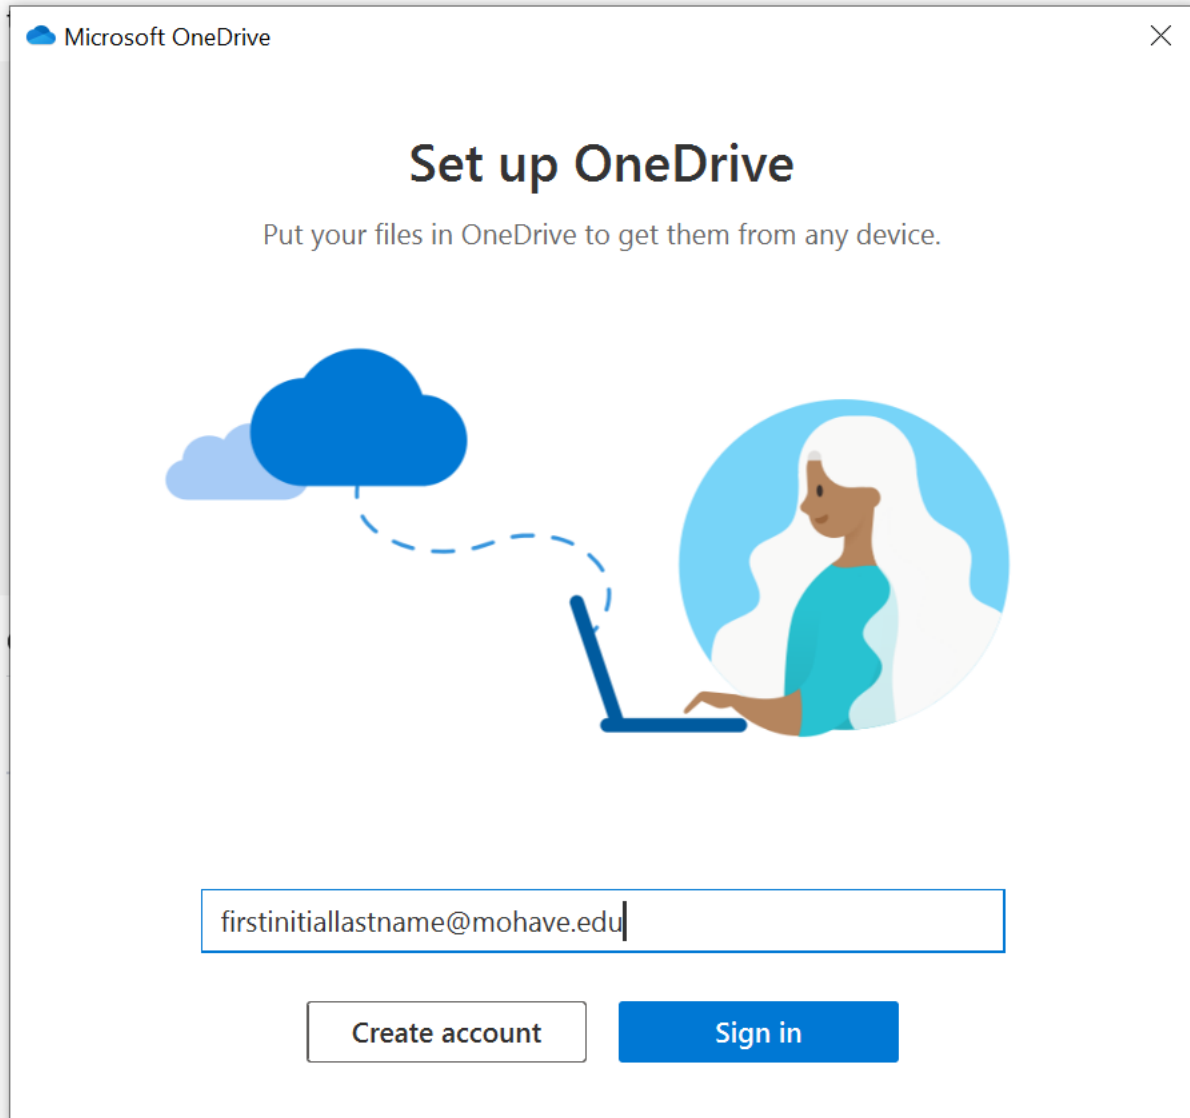 Microsoft OneDrive
Set up OneDrive
Put your files in OneDrive to get them from any device.
firstinitiallastname@mohave.edu
Create account
Sign in